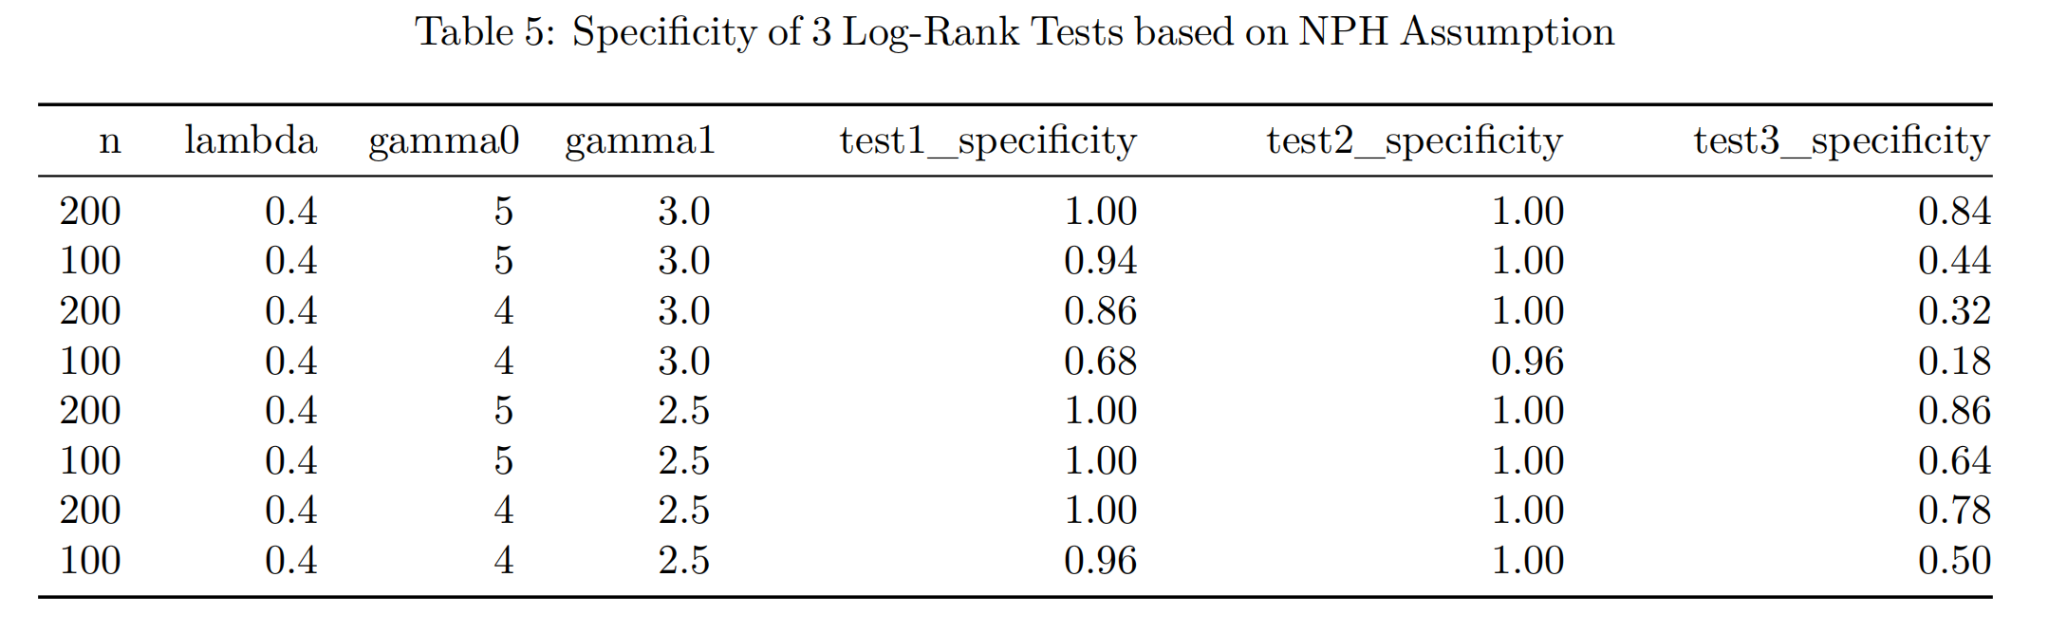 Table 5: Specificity of 3 Log-Rank Tests based on NPH Assumption
n lambda gamma0 gamma1 test1_specificity test2_specificity test3_specificity
200 0.4 5 3.0 1.00 1.00 0.84
100 0.4 5 3.0 0.94 1.00 0.44
200 0.4 4 3.0 0.86 1.00 0.32
100 0.4 4 3.0 0.68 0.96 0.18
200 0.4 5 2.5 1.00 1.00 0.86
100 0.4 5 2.5 1.00 1.00 0.64
200 0.4 4 2.5 1.00 1.00 0.78
100 0.4 4 2.5 0.96 1.00 0.50